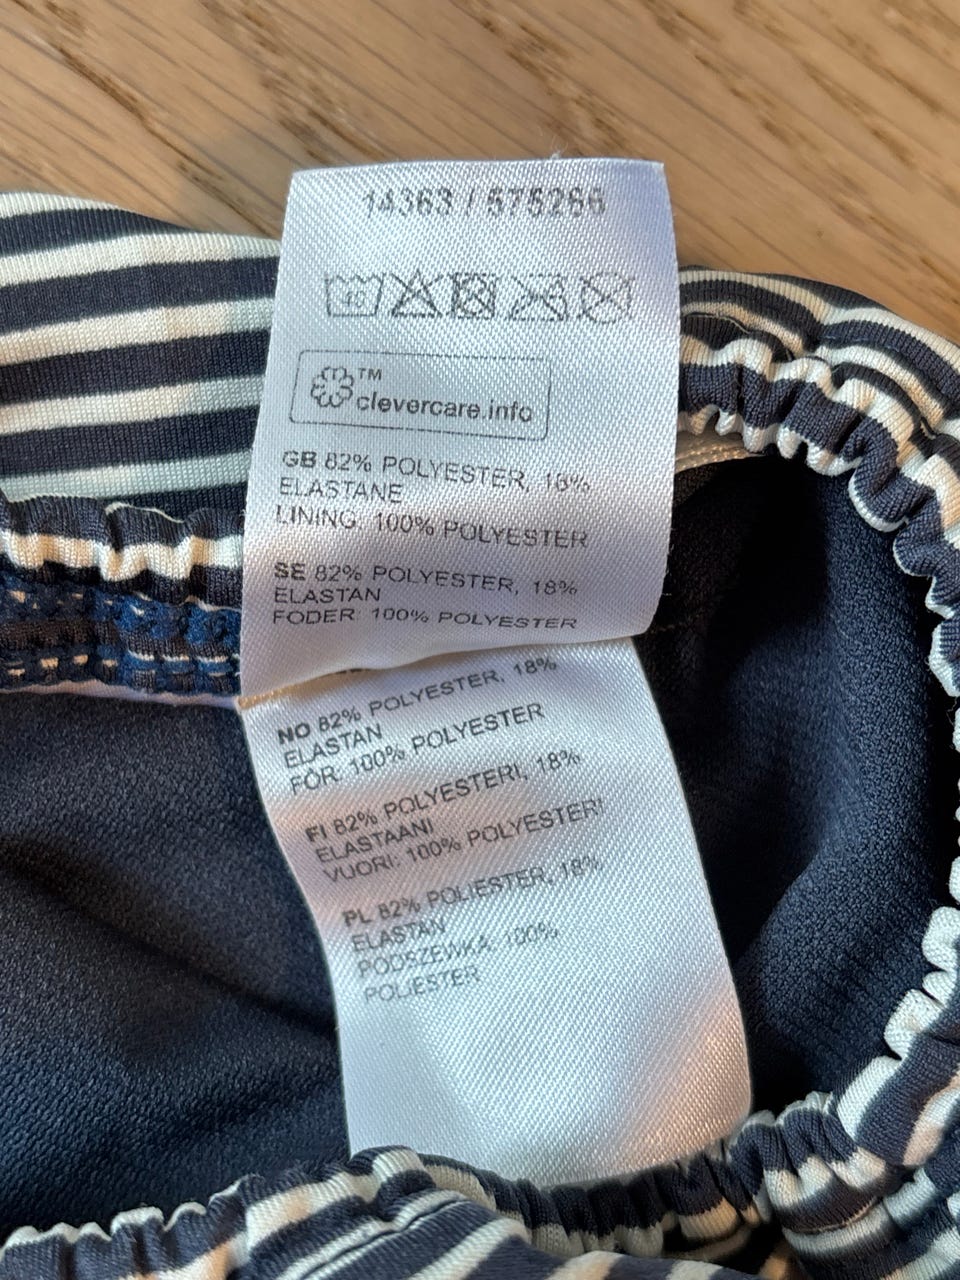 14363 / 575266
40
TM
clevercare.info
GB 82% POLYESTER, 18%
ELASTANE
LINING: 100% POLYESTER
SE 82% POLYESTER, 18%
ELASTAN
FODER: 100% POLYESTER
NO 82% POLYESTER, 18%
ELASTAN
FÔR: 100% POLYESTER
FI 82% POLYESTERI, 18%
ELASTAANI
VUORI: 100% POLYESTERI
PL 82% POLIESTER, 18%
ELASTAN
PODSZEWKA: 100%
POLIESTER